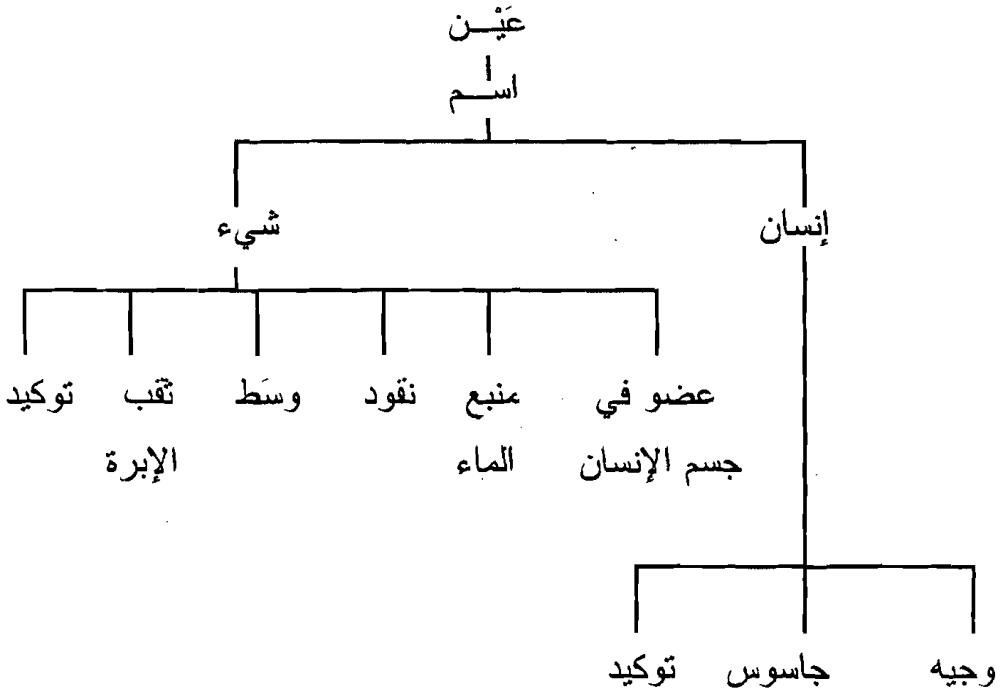 عَيْــن
اســم
إنسان
شيء
عضو في
جسم الإنسان
منبع
الماء
نقود
وسَط
ثقب
الإبرة
توكيد
وجيه
جاسوس
توكيد